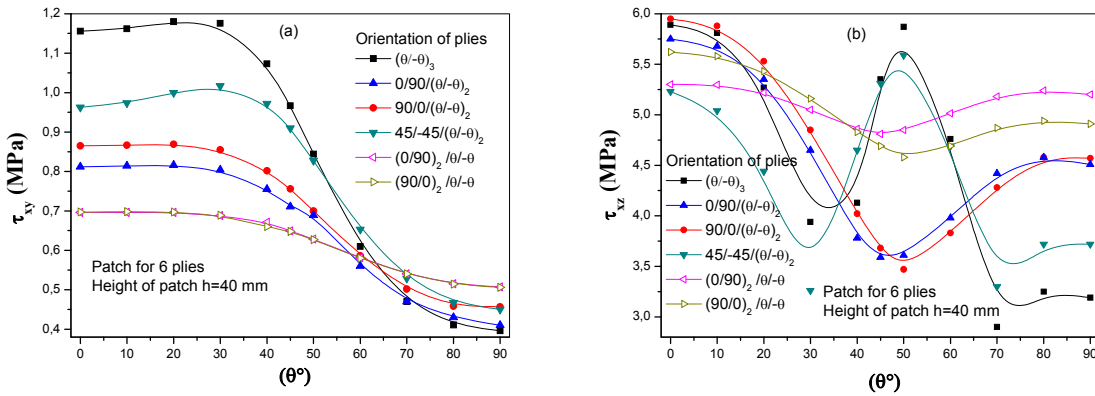 (a)
Orientation of plies
(θ/-θ)3
0/90/(θ/-θ)2
90/0/(θ/-θ)2
45/-45/(θ/-θ)2
(0/90)2 /θ/-θ
(90/0)2 /θ/-θ
Patch for 6 plies
Height of patch h=40 mm
τxy (MPa)
1,2
1,1
1,0
0,9
0,8
0,7
0,6
0,5
0,4
0 10 20 30 40 50 60 70 80 90
(θ°)
(b)
Orientation of plies
(θ/-θ)3
0/90/(θ/-θ)2
90/0/(θ/-θ)2
45/-45/(θ/-θ)2
(0/90)2 /θ/-θ
(90/0)2 /θ/-θ
Patch for 6 plies
Height of patch h=40 mm
τxz (MPa)
6,0
5,5
5,0
4,5
4,0
3,5
3,0
0 10 20 30 40 50 60 70 80 90
(θ°)